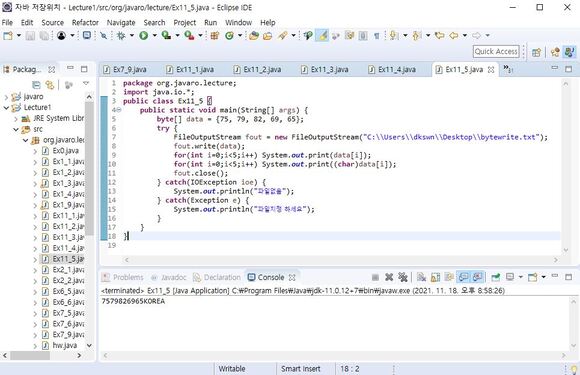 자바 저장위치 - Lecture1/src/org/javaro/lecture/Ex11_5.java - Eclipse IDE
File Edit Source Refactor Navigate Search Project Run Window Help
Quick Access
Packag...
Ex7_9.java Ex11_1.java Ex11_2.java Ex11_3.java Ex11_4.java Ex11_5.java
javaro
Lecture1
JRE System Libr
src
org.javaro.lec
Ex0.java
Ex1_1.java
Ex1_2.java
Ex1_3.java
Ex1_4.java
Ex1_9.java
Ex11_1.java
Ex11_2.java
Ex11_3.java
Ex11_4.java
Ex11_5.java
Ex2_1.java
Ex2_2.java
Ex6_5.java
Ex6_6.java
Ex7_5.java
Ex7_6.java
Ex7_9.java
hw.java
1 package org.javaro.lecture;
2 import java.io.*;
3 public class Ex11_5 {
4 public static void main(String[] args) {
5 byte[] data = {75, 79, 82, 69, 65};
6 try {
7 FileOutputStream fout = new FileOutputStream("C:\\Users\\dkswn\\Desktop\\bytewrite.txt");
8 fout.write(data);
9 for(int i=0;i<5;i++) System.out.print(data[i]);
10 for(int i=0;i<5;i++) System.out.print((char)data[i]);
11 fout.close();
12 } catch(IOException ioe) {
13 System.out.println("파일없음");
14 } catch(Exception e) {
15 System.out.println("파일지정 하세요");
16 }
17 }
18 }
19
Problems Javadoc Declaration Console
<terminated> Ex11_5 [Java Application] C:₩Program Files₩Java₩jdk-11.0.12+7₩bin₩javaw.exe (2021. 11. 18. 오후 8:58:26)
7579826965KOREA
Writable Smart Insert 18 : 2